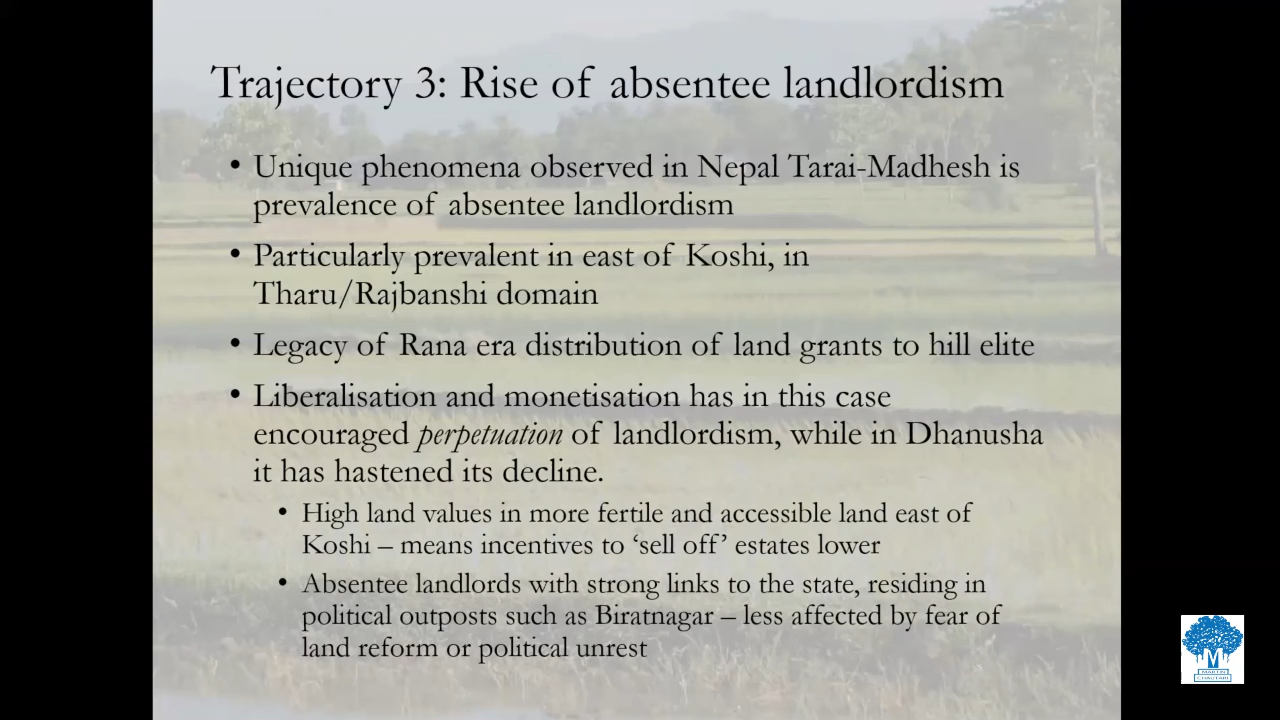 Trajectory 3: Rise of absentee landlordism
• Unique phenomena observed in Nepal Tarai-Madhesh is
prevalence of absentee landlordism
• Particularly prevalent in east of Koshi, in
Tharu/Rajbanshi domain
• Legacy of Rana era distribution of land grants to hill elite
• Liberalisation and monetisation has in this case
encouraged perpetuation of landlordism, while in Dhanusha
it has hastened its decline.
• High land values in more fertile and accessible land east of
Koshi – means incentives to ‘sell off’ estates lower
• Absentee landlords with strong links to the state, residing in
political outposts such as Biratnagar – less affected by fear of
land reform or political unrest
MARTIN
CHAUTARI